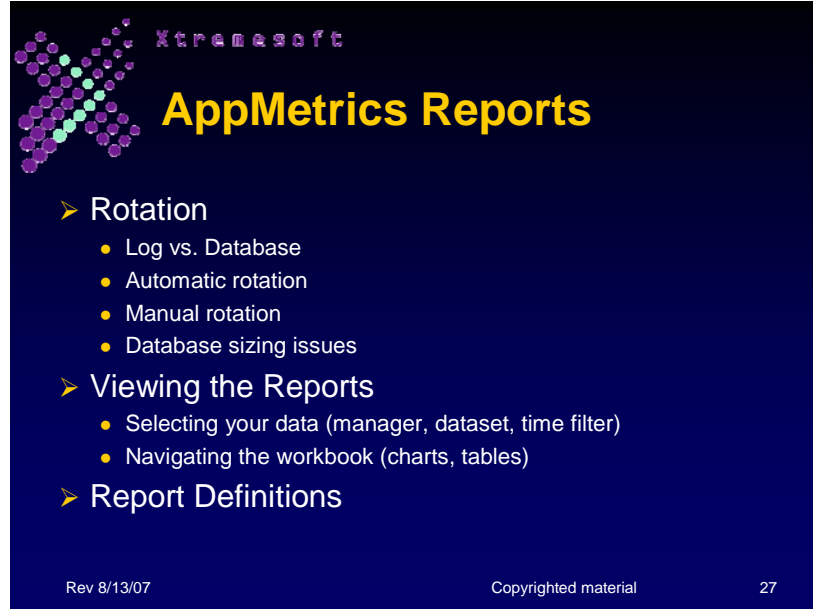 Xtremesoft
AppMetrics Reports
Rotation
Log vs. Database
Automatic rotation
Manual rotation
Database sizing issues
Viewing the Reports
Selecting your data (manager, dataset, time filter)
Navigating the workbook (charts, tables)
Report Definitions
Rev 8/13/07
Copyrighted material
27